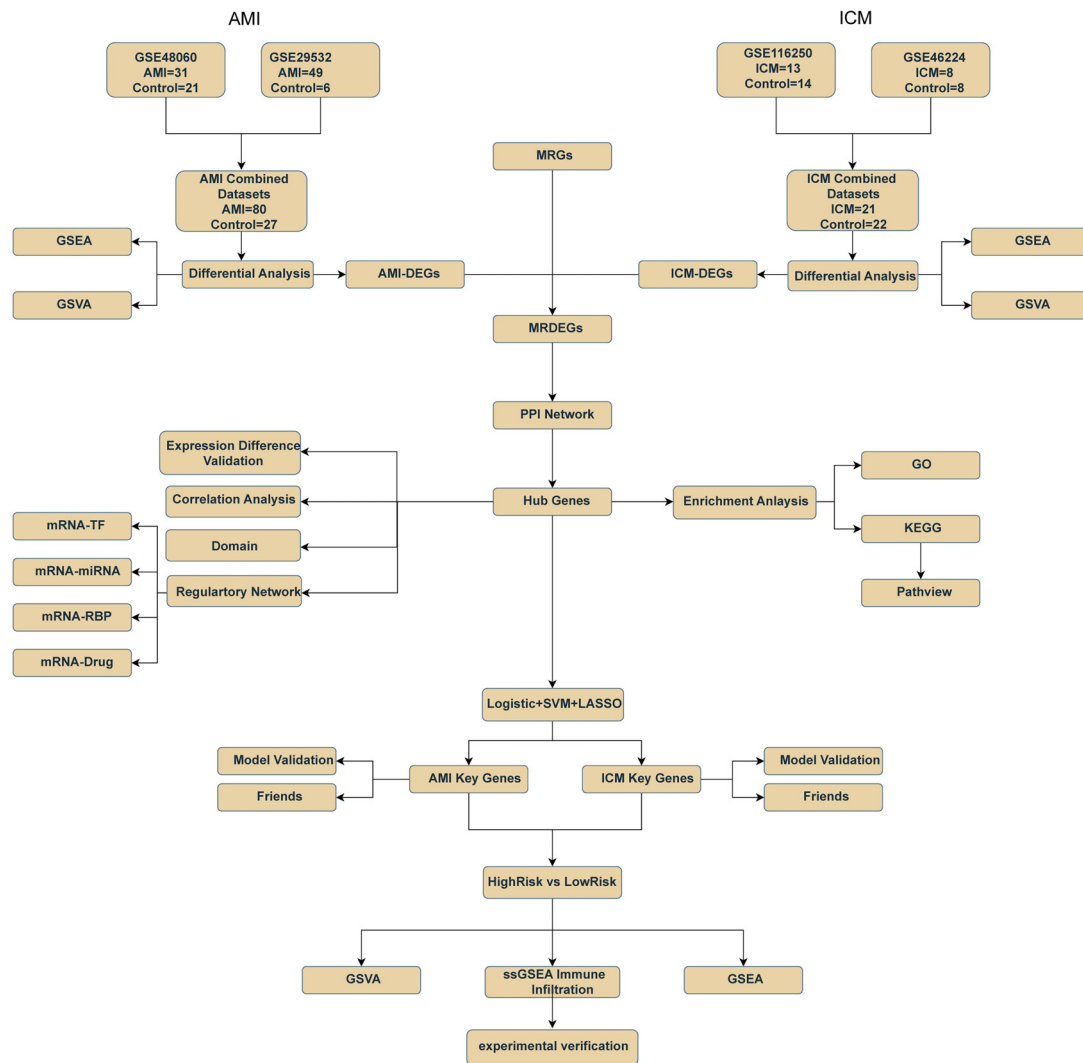 AMI
ICM
GSE48060
AMI=31
Control=21
GSE29532
AMI=49
Control=6
GSE116250
ICM=13
Control=14
GSE46224
ICM=8
Control=8
MRGs
AMI Combined
Datasets
AMI=80
Control=27
ICM Combined
Datasets
ICM=21
Control=22
GSEA
GSEA
Differential Analysis
AMI-DEGs
ICM-DEGs
Differential Analysis
GSVA
GSVA
MRDEGs
PPI Network
Expression Difference
Validation
GO
Correlation Analysis
Hub Genes
Enrichment Anlaysis
mRNA-TF
KEGG
Domain
mRNA-miRNA
Regulartory Network
Pathview
mRNA-RBP
mRNA-Drug
Logistic+SVM+LASSO
Model Validation
Model Validation
AMI Key Genes
ICM Key Genes
Friends
Friends
HighRisk vs LowRisk
GSVA
ssGSEA Immune
Infiltration
GSEA
experimental verification